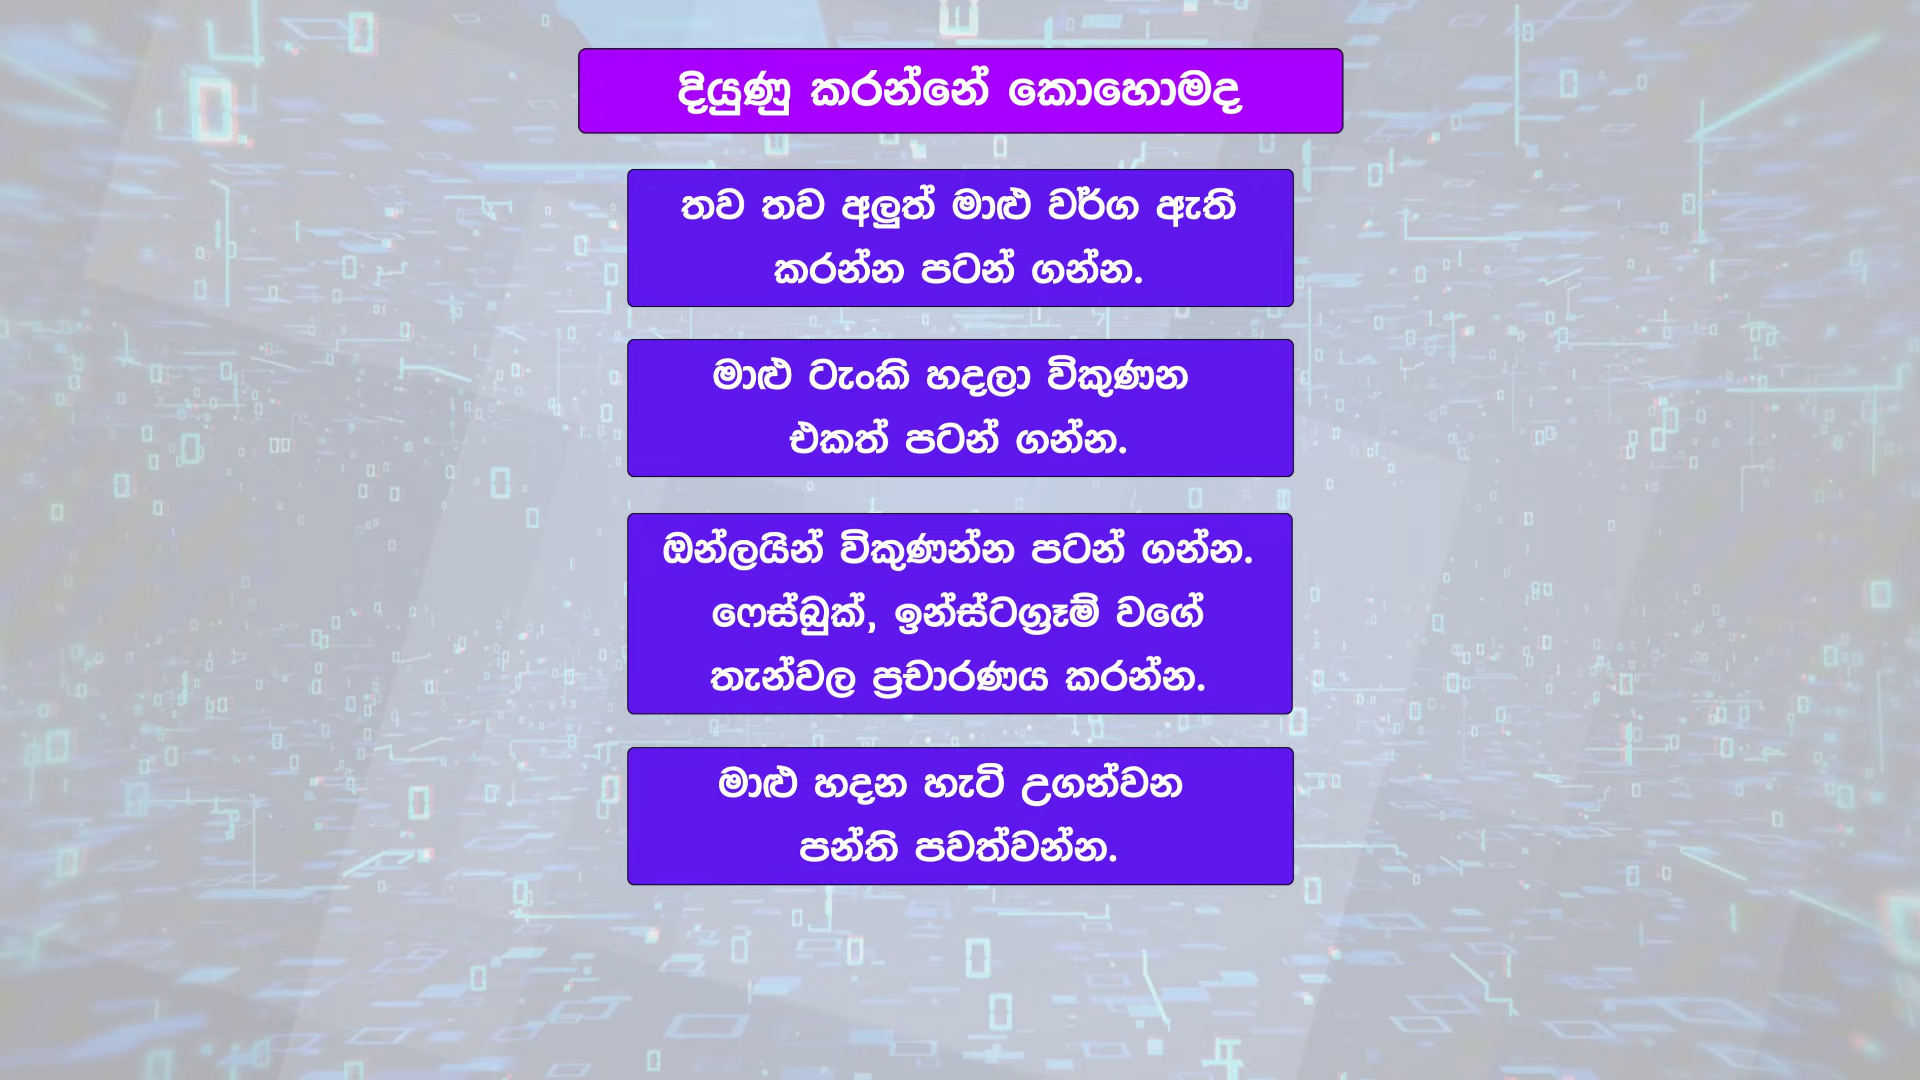 දියුණු කරන්නේ කොහොමද
තව තව අලුත් මාළු වර්ග ඇති
කරන්න පටන් ගන්න.
මාළු ටැංකි හදලා විකුණන
එකත් පටන් ගන්න.
ඔන්ලයින් විකුණන්න පටන් ගන්න.
ෆෙස්බුක්, ඉන්ස්ටග්‍රෑම් වගේ
තැන්වල ප්‍රචාරණය කරන්න.
මාළු හදන හැටි උගන්වන
පන්ති පවත්වන්න.